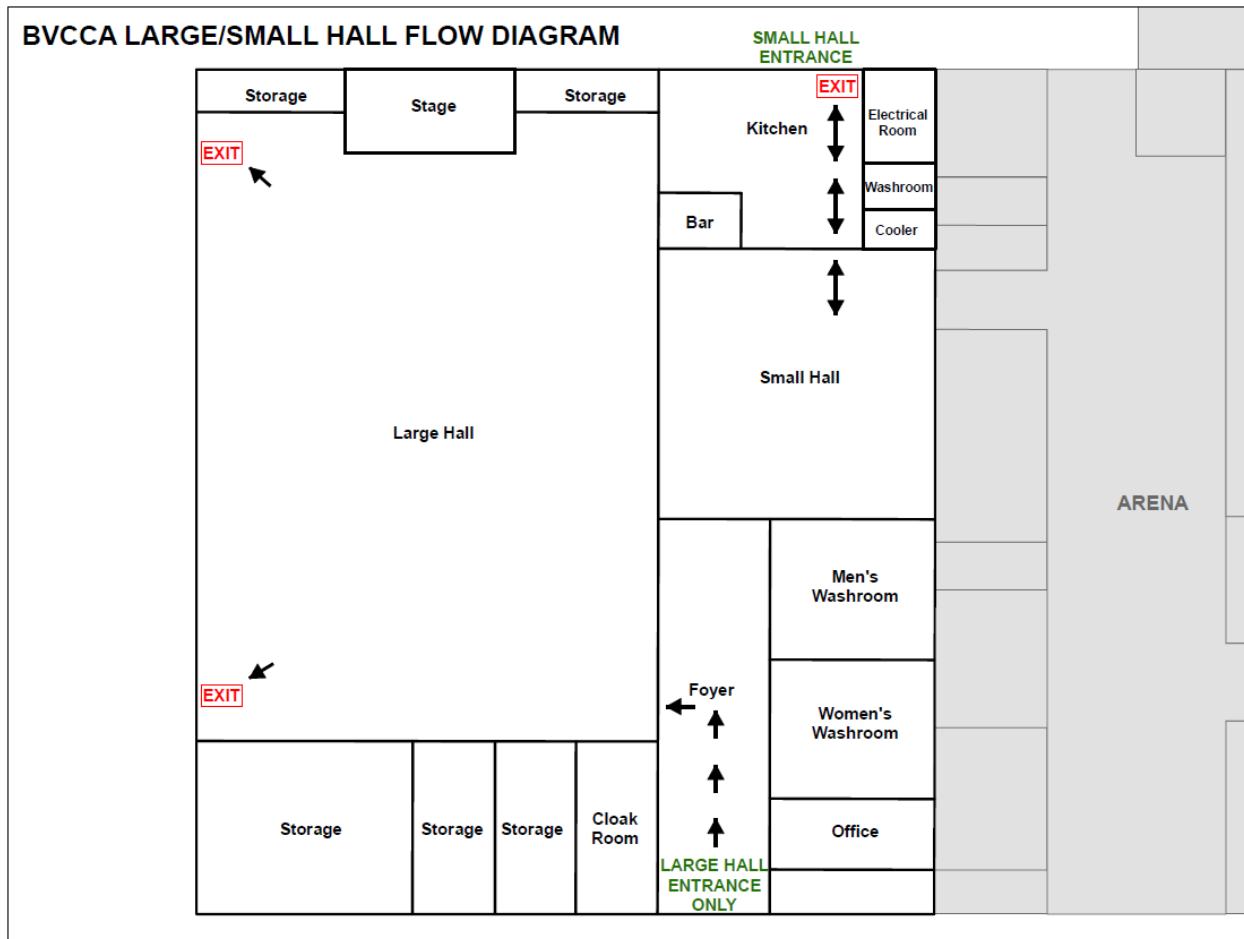 BVCCA LARGE/SMALL HALL FLOW DIAGRAM
SMALL HALL
ENTRANCE
Storage
Stage
Storage
EXIT
Kitchen
Electrical
Room
EXIT
Washroom
Bar
Cooler
Small Hall
Large Hall
ARENA
Men's
Washroom
EXIT
Foyer
Women's
Washroom
Storage
Storage
Storage
Cloak
Room
Office
LARGE HALL
ENTRANCE
ONLY